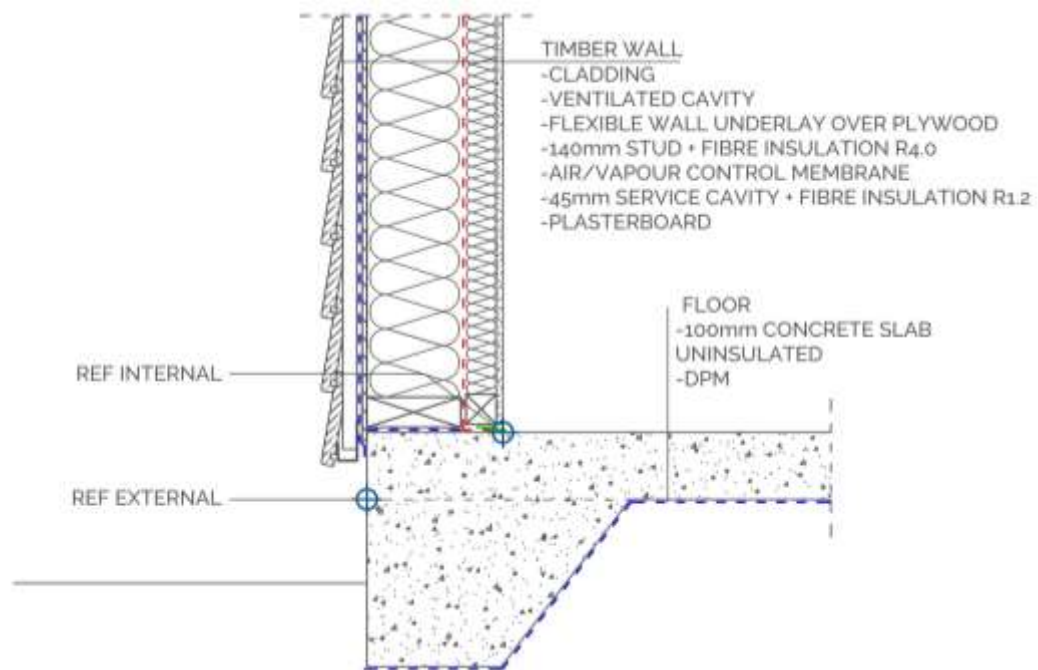 TIMBER WALL
-CLADDING
-VENTILATED CAVITY
-FLEXIBLE WALL UNDERLAY OVER PLYWOOD
-140mm STUD + FIBRE INSULATION R4.0
-AIR/VAPOUR CONTROL MEMBRANE
-45mm SERVICE CAVITY + FIBRE INSULATION R1.2
-PLASTERBOARD
FLOOR
-100mm CONCRETE SLAB
UNINSULATED
-DPM
REF INTERNAL
REF EXTERNAL